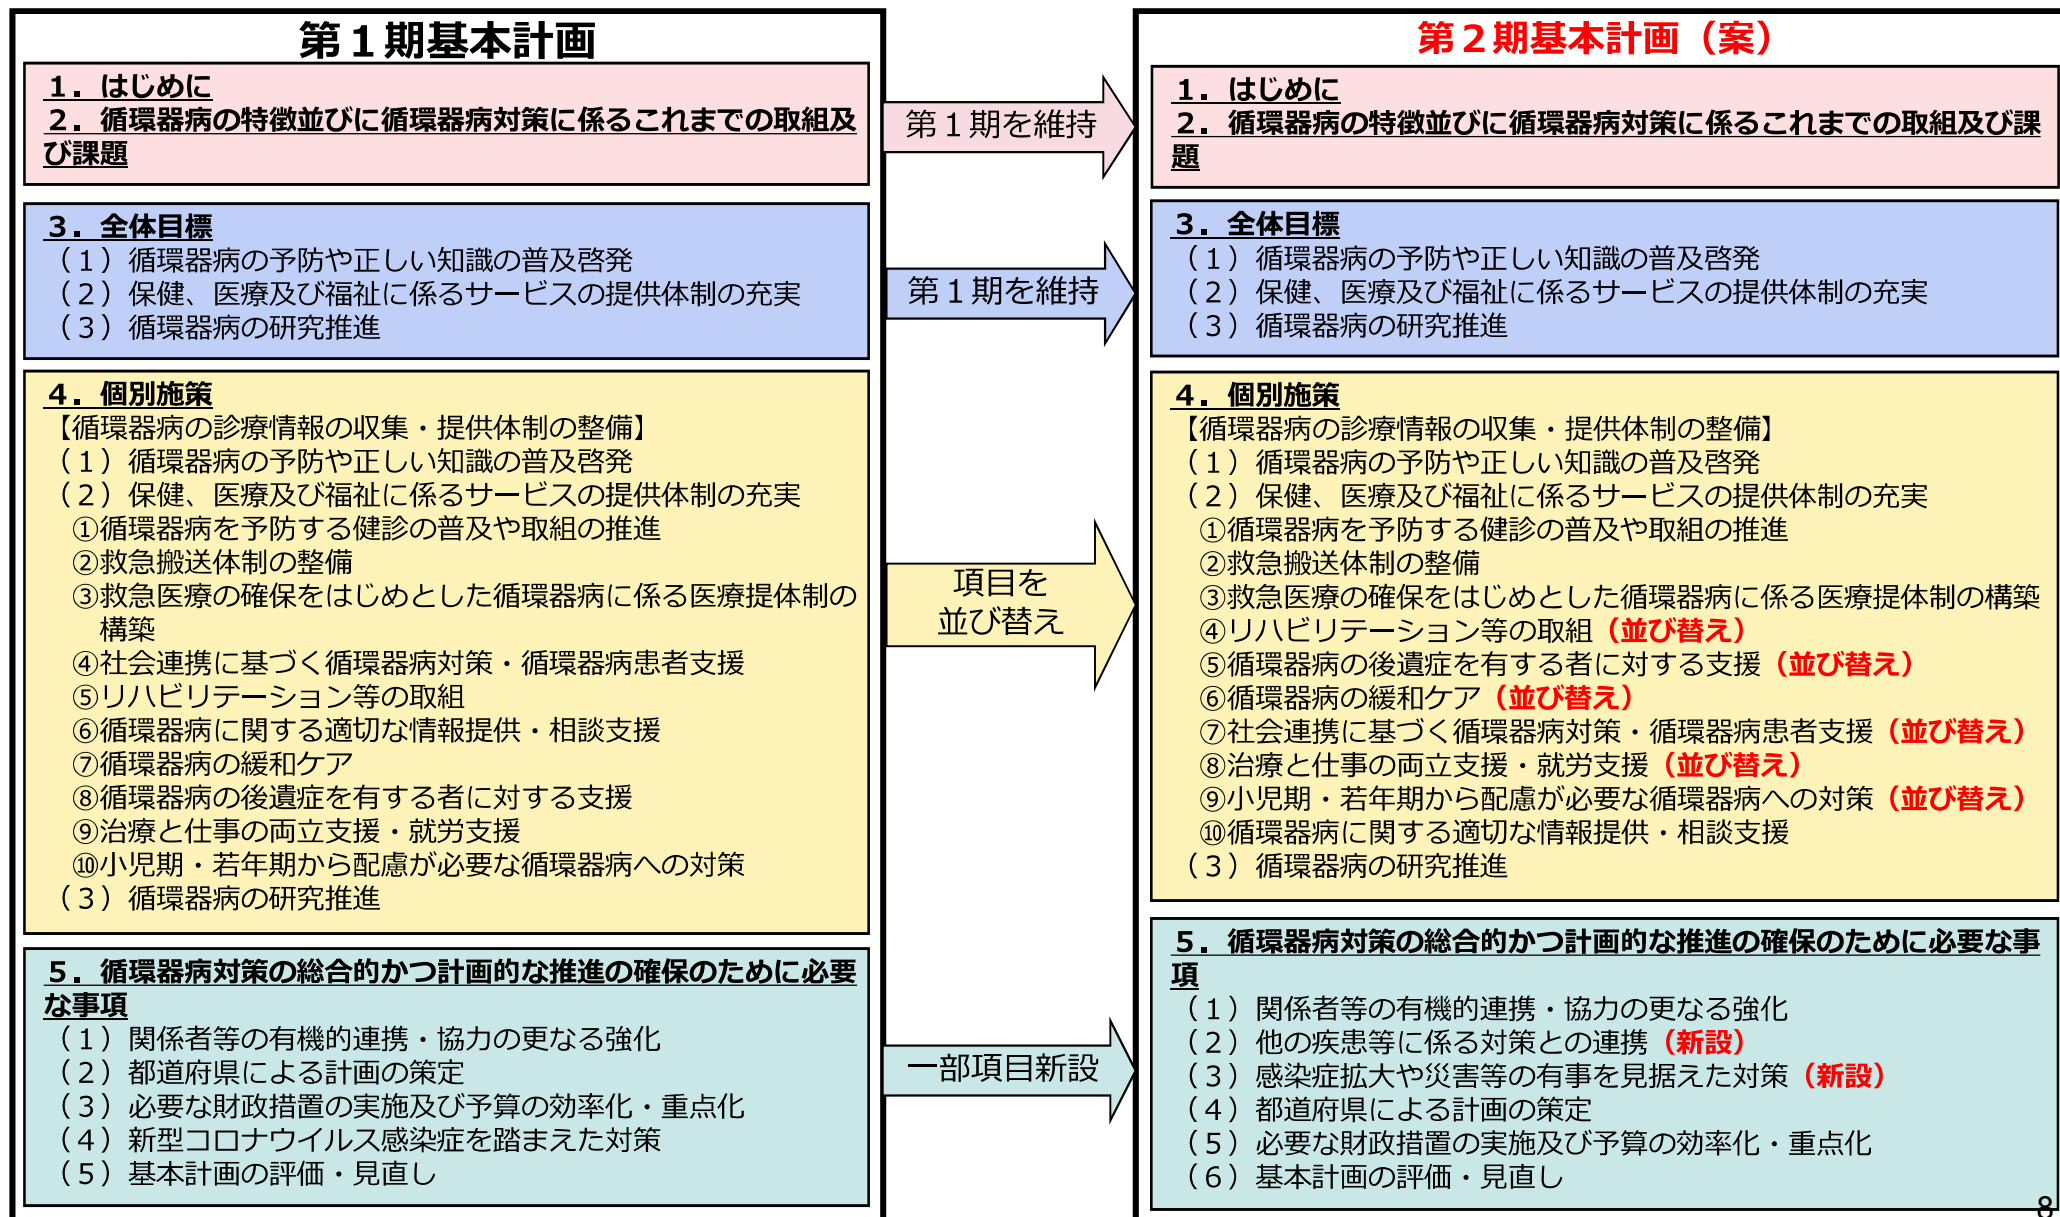 第１期基本計画
１．はじめに
２．循環器病の特徴並びに循環器病対策に係るこれまでの取組及
び課題
３．全体目標
（１）循環器病の予防や正しい知識の普及啓発
（２）保健、医療及び福祉に係るサービスの提供体制の充実
（３）循環器病の研究推進
４．個別施策
【循環器病の診療情報の収集・提供体制の整備】
（１）循環器病の予防や正しい知識の普及啓発
（２）保健、医療及び福祉に係るサービスの提供体制の充実
①循環器病を予防する健診の普及や取組の推進
②救急搬送体制の整備
③救急医療の確保をはじめとした循環器病に係る医療提体制の
構築
④社会連携に基づく循環器病対策・循環器病患者支援
⑤リハビリテーション等の取組
⑥循環器病に関する適切な情報提供・相談支援
⑦循環器病の緩和ケア
⑧循環器病の後遺症を有する者に対する支援
⑨治療と仕事の両立支援・就労支援
⑩小児期・若年期から配慮が必要な循環器病への対策
（３）循環器病の研究推進
５．循環器病対策の総合的かつ計画的な推進の確保のために必要
な事項
（１）関係者等の有機的連携・協力の更なる強化
（２）都道府県による計画の策定
（３）必要な財政措置の実施及び予算の効率化・重点化
（４）新型コロナウイルス感染症を踏まえた対策
（５）基本計画の評価・見直し
第１期を維持
第１期を維持
項目を
並び替え
一部項目新設
第２期基本計画（案）
１．はじめに
２．循環器病の特徴並びに循環器病対策に係るこれまでの取組及び課
題
３．全体目標
（１）循環器病の予防や正しい知識の普及啓発
（２）保健、医療及び福祉に係るサービスの提供体制の充実
（３）循環器病の研究推進
４．個別施策
【循環器病の診療情報の収集・提供体制の整備】
（１）循環器病の予防や正しい知識の普及啓発
（２）保健、医療及び福祉に係るサービスの提供体制の充実
①循環器病を予防する健診の普及や取組の推進
②救急搬送体制の整備
③救急医療の確保をはじめとした循環器病に係る医療提体制の構築
④リハビリテーション等の取組（並び替え）
⑤循環器病の後遺症を有する者に対する支援（並び替え）
⑥循環器病の緩和ケア（並び替え）
⑦社会連携に基づく循環器病対策・循環器病患者支援（並び替え）
⑧治療と仕事の両立支援・就労支援（並び替え）
⑨小児期・若年期から配慮が必要な循環器病への対策（並び替え）
⑩循環器病に関する適切な情報提供・相談支援
（３）循環器病の研究推進
５．循環器病対策の総合的かつ計画的な推進の確保のために必要な事
項
（１）関係者等の有機的連携・協力の更なる強化
（２）他の疾患等に係る対策との連携（新設）
（３）感染症拡大や災害等の有事を見据えた対策（新設）
（４）都道府県による計画の策定
（５）必要な財政措置の実施及び予算の効率化・重点化
（６）基本計画の評価・見直し
8